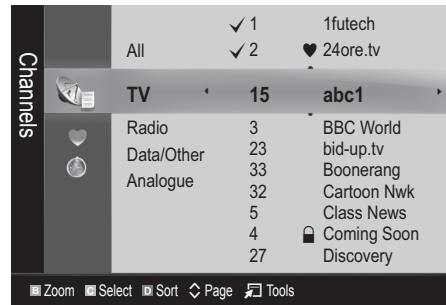 Channels
✓ 1 1futech
All ✓ 2 ♥ 24ore.tv
TV 15 abc1
Radio 3 BBC World
Data/Other 23 bid-up.tv
Analogue 33 Boonerang
32 Cartoon Nwk
5 Class News
4 Coming Soon
27 Discovery
B Zoom C Select D Sort Page Tools